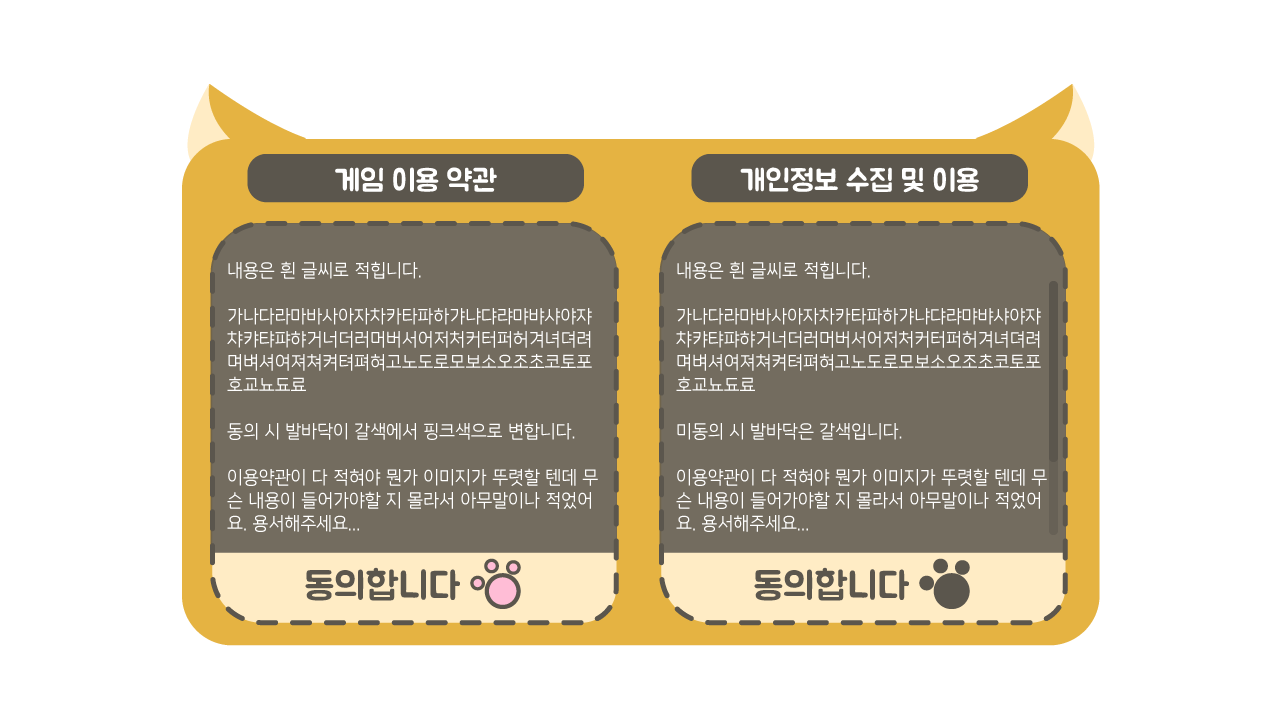 게임 이용 약관
내용은 흰 글씨로 적힙니다.
가나다라마바사아자차카타파하갸냐댜랴먀뱌샤야쟈
챠캬탸퍄햐거너더러머버서어저처커터퍼허겨녀뎌려
며벼셔여져쳐켜텨펴혀고노도로모보소오조초코토포
호교뇨됴료
동의 시 발바닥이 갈색에서 핑크색으로 변합니다.
이용약관이 다 적혀야 뭔가 이미지가 뚜렷할 텐데 무
슨 내용이 들어가야할 지 몰라서 아무말이나 적었어
요. 용서해주세요...
동의합니다
개인정보 수집 및 이용
내용은 흰 글씨로 적힙니다.
가나다라마바사아자차카타파하갸냐댜랴먀뱌샤야쟈
챠캬탸퍄햐거너더러머버서어저처커터퍼허겨녀뎌려
며벼셔여져쳐켜텨펴혀고노도로모보소오조초코토포
호교뇨됴료
미동의 시 발바닥은 갈색입니다.
이용약관이 다 적혀야 뭔가 이미지가 뚜렷할 텐데 무
슨 내용이 들어가야할 지 몰라서 아무말이나 적었어
요. 용서해주세요...
동의합니다